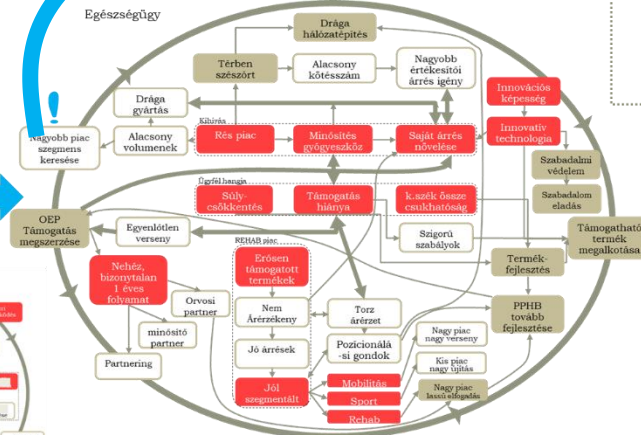 Egészségügy
Drága
hálózatépítés
Térben
szészórt
Alacsony
kötésszám
Nagyobb
értékesítői
árrés igény
Drága
gyártás
Innovációs
képesség
Kihívás
!
Nagyobb piac
szegmens
keresése
Alacsony
volumenek
Rés piac
Minősítés
gyógyeszköz
Saját árrés
növelése
Innovatív
technologia
Szabadalmi
védelem
Ügyfél hangja
Súly-
csökkentés
Támogatás
hiánya
k.szék össze
csukhatóság
Szabadalom
eladás
OEP
Támogatás
megszerzése
Egyenlőtlen
verseny
Szigorú
szabályok
Támogatható
termék
megalkotása
REHAB piac
Nehéz,
bizonytalan
1 éves
folyamat
Erősen
támogatott
termékek
Termék-
fejlesztés
Orvosi
partner
Nem
Árérzékeny
Torz
árérzet
PPHB
tovább
fejlesztése
minősítő
partner
Jó árrések
Pozicionálá
-si gondok
Nagy piac
nagy verseny
Partnering
Kis piac
nagy ujítás
Jól
szegmentált
Mobilitás
Sport
Rehab
Nagy piac
lassú elfogadás